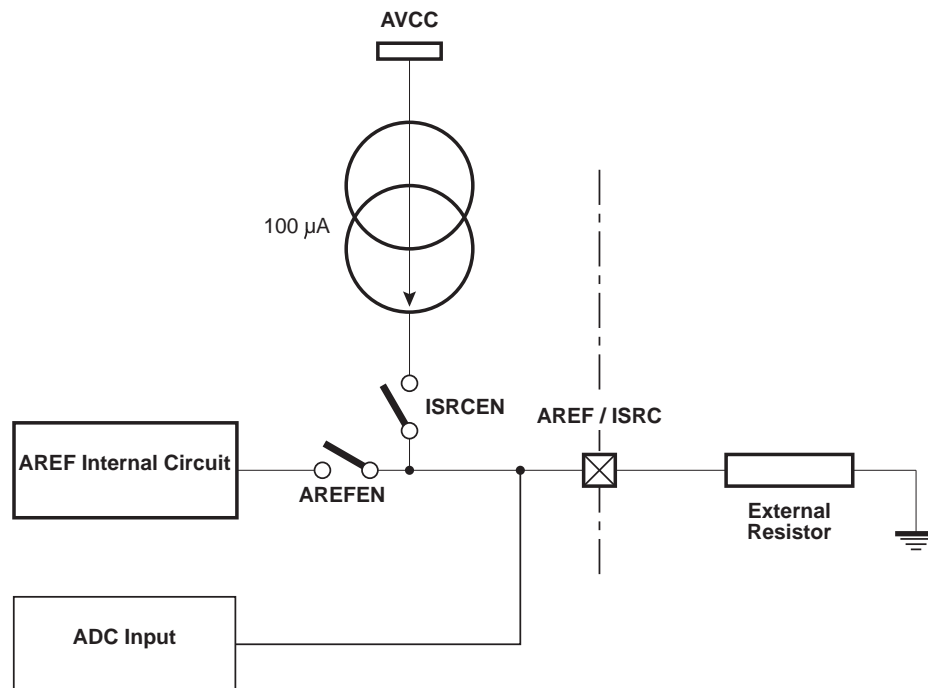 AVCC
100 µA
ISRCEN
AREF / ISRC
AREF Internal Circuit
AREFEN
External
Resistor
ADC Input